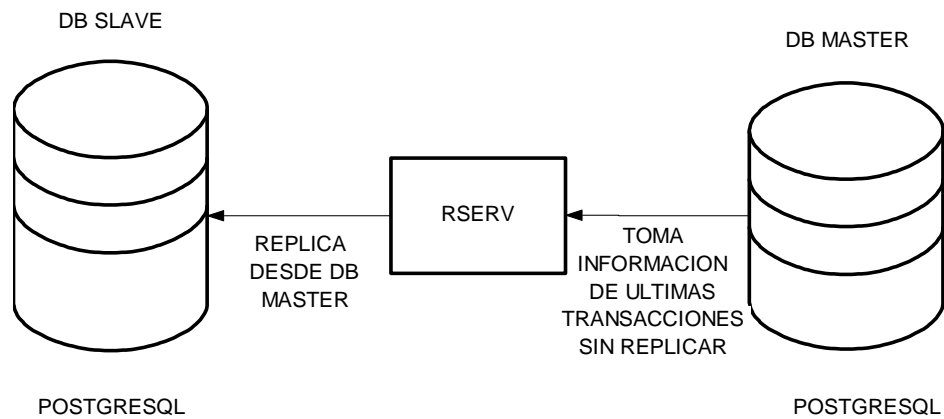 DB SLAVE
DB MASTER
RSERV
REPLICA
DESDE DB
MASTER
TOMA
INFORMACION
DE ULTIMAS
TRANSACCIONES
SIN REPLICAR
POSTGRESQL
POSTGRESQL